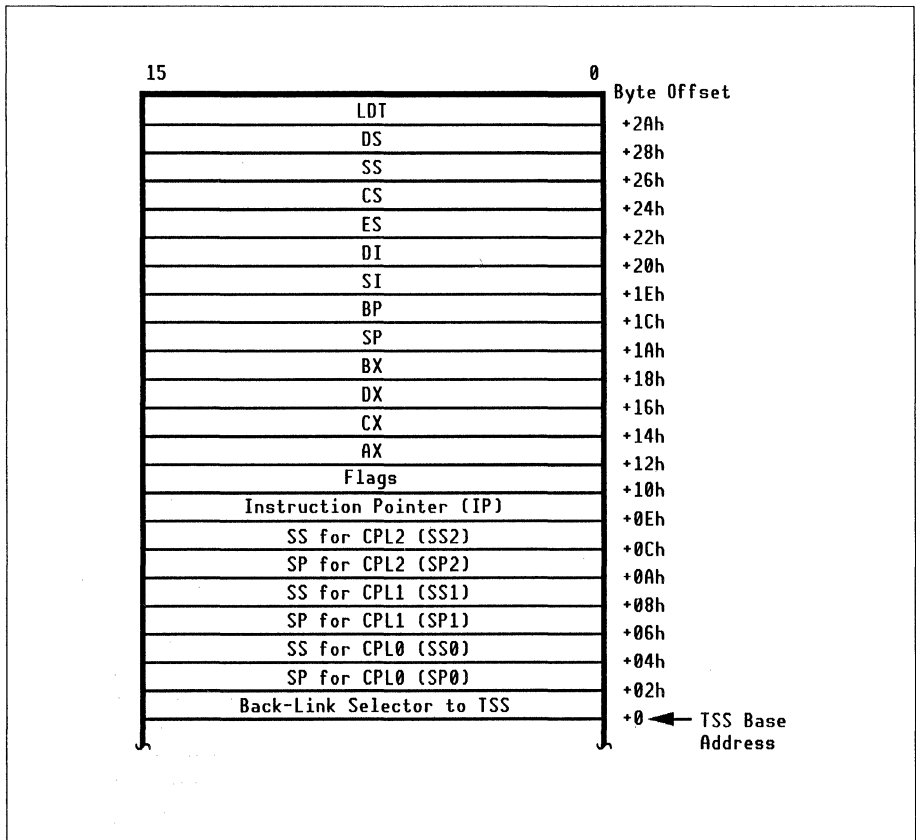 15 0
Byte Offset
LDT
+2Ah
DS
+28h
SS
+26h
CS
+24h
ES
+22h
DI
+20h
SI
+1Eh
BP
+1Ch
SP
+1Ah
BX
+18h
DX
+16h
CX
+14h
AX
+12h
Flags
+10h
Instruction Pointer (IP)
+0Eh
SS for CPL2 (SS2)
+0Ch
SP for CPL2 (SP2)
+0Ah
SS for CPL1 (SS1)
+08h
SP for CPL1 (SP1)
+06h
SS for CPL0 (SS0)
+04h
SP for CPL0 (SP0)
+02h
Back-Link Selector to TSS
+0 TSS Base
Address